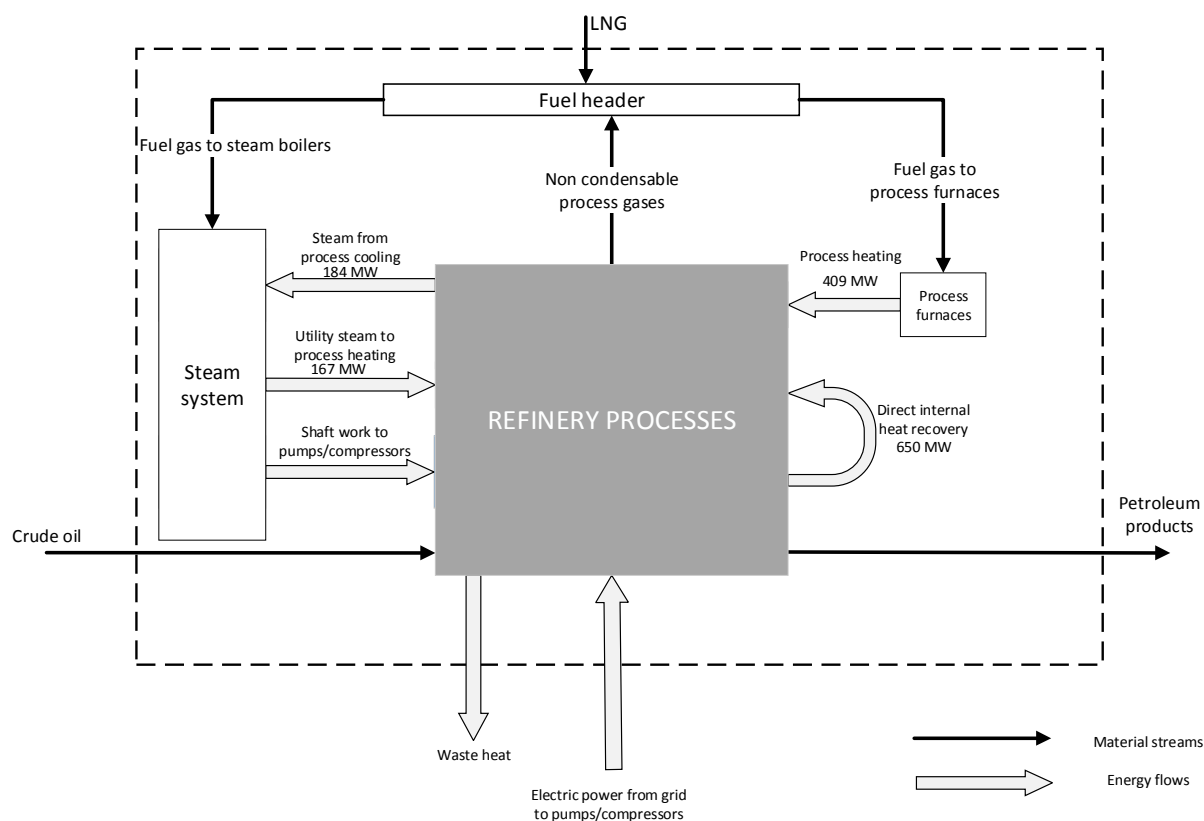 LNG
Fuel header
Fuel gas to steam boilers
Non condensable
process gases
Fuel gas to
process furnaces
Steam from
process cooling
184 MW
Process heating
409 MW
Process
furnaces
Utility steam to
process heating
167 MW
Steam
system
REFINERY PROCESSES
Direct internal
heat recovery
650 MW
Shaft work to
pumps/compressors
Crude oil
Petroleum
products
Waste heat
Electric power from grid
to pumps/compressors
Material streams
Energy flows